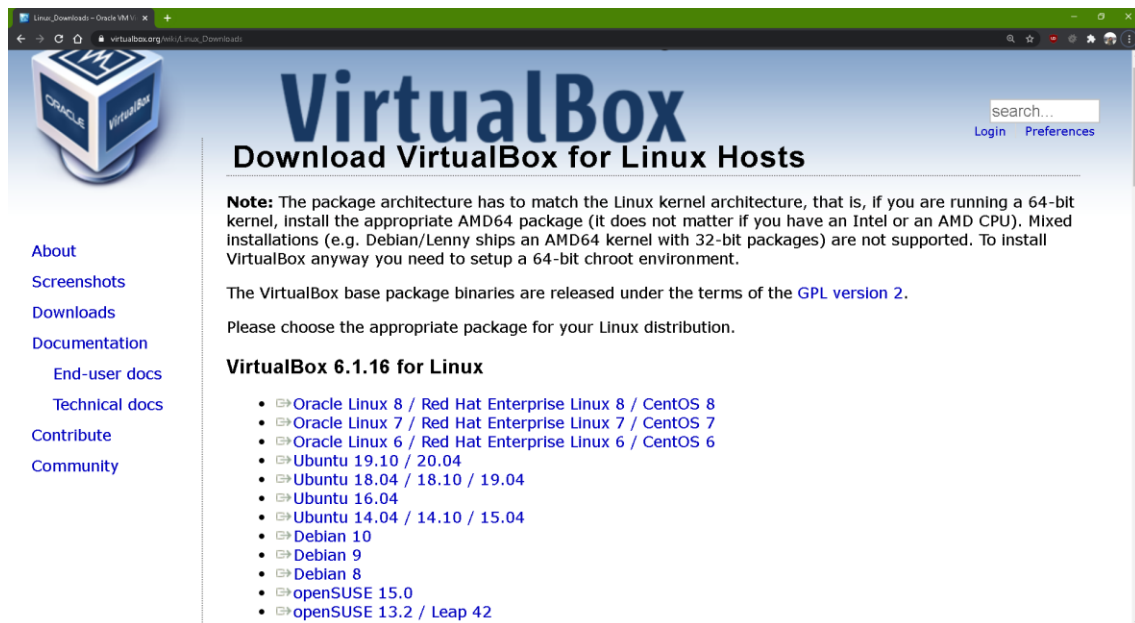 Linux_Downloads – Oracle VM Vi
virtualbox.org/wiki/Linux_Downloads
ORACLE
VirtualBox
VirtualBox
search...
Login Preferences
Download VirtualBox for Linux Hosts
Note: The package architecture has to match the Linux kernel architecture, that is, if you are running a 64-bit
kernel, install the appropriate AMD64 package (it does not matter if you have an Intel or an AMD CPU). Mixed
installations (e.g. Debian/Lenny ships an AMD64 kernel with 32-bit packages) are not supported. To install
VirtualBox anyway you need to setup a 64-bit chroot environment.
The VirtualBox base package binaries are released under the terms of the GPL version 2.
Please choose the appropriate package for your Linux distribution.
About
Screenshots
Downloads
Documentation
End-user docs
Technical docs
Contribute
Community
VirtualBox 6.1.16 for Linux
Oracle Linux 8 / Red Hat Enterprise Linux 8 / CentOS 8
Oracle Linux 7 / Red Hat Enterprise Linux 7 / CentOS 7
Oracle Linux 6 / Red Hat Enterprise Linux 6 / CentOS 6
Ubuntu 19.10 / 20.04
Ubuntu 18.04 / 18.10 / 19.04
Ubuntu 16.04
Ubuntu 14.04 / 14.10 / 15.04
Debian 10
Debian 9
Debian 8
openSUSE 15.0
openSUSE 13.2 / Leap 42